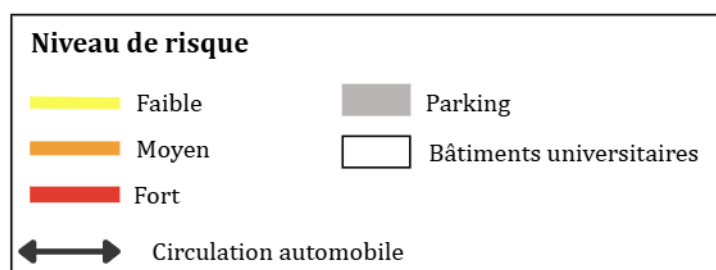 Niveau de risque
Faible
Parking
Moyen
Bâtiments universitaires
Fort
Circulation automobile